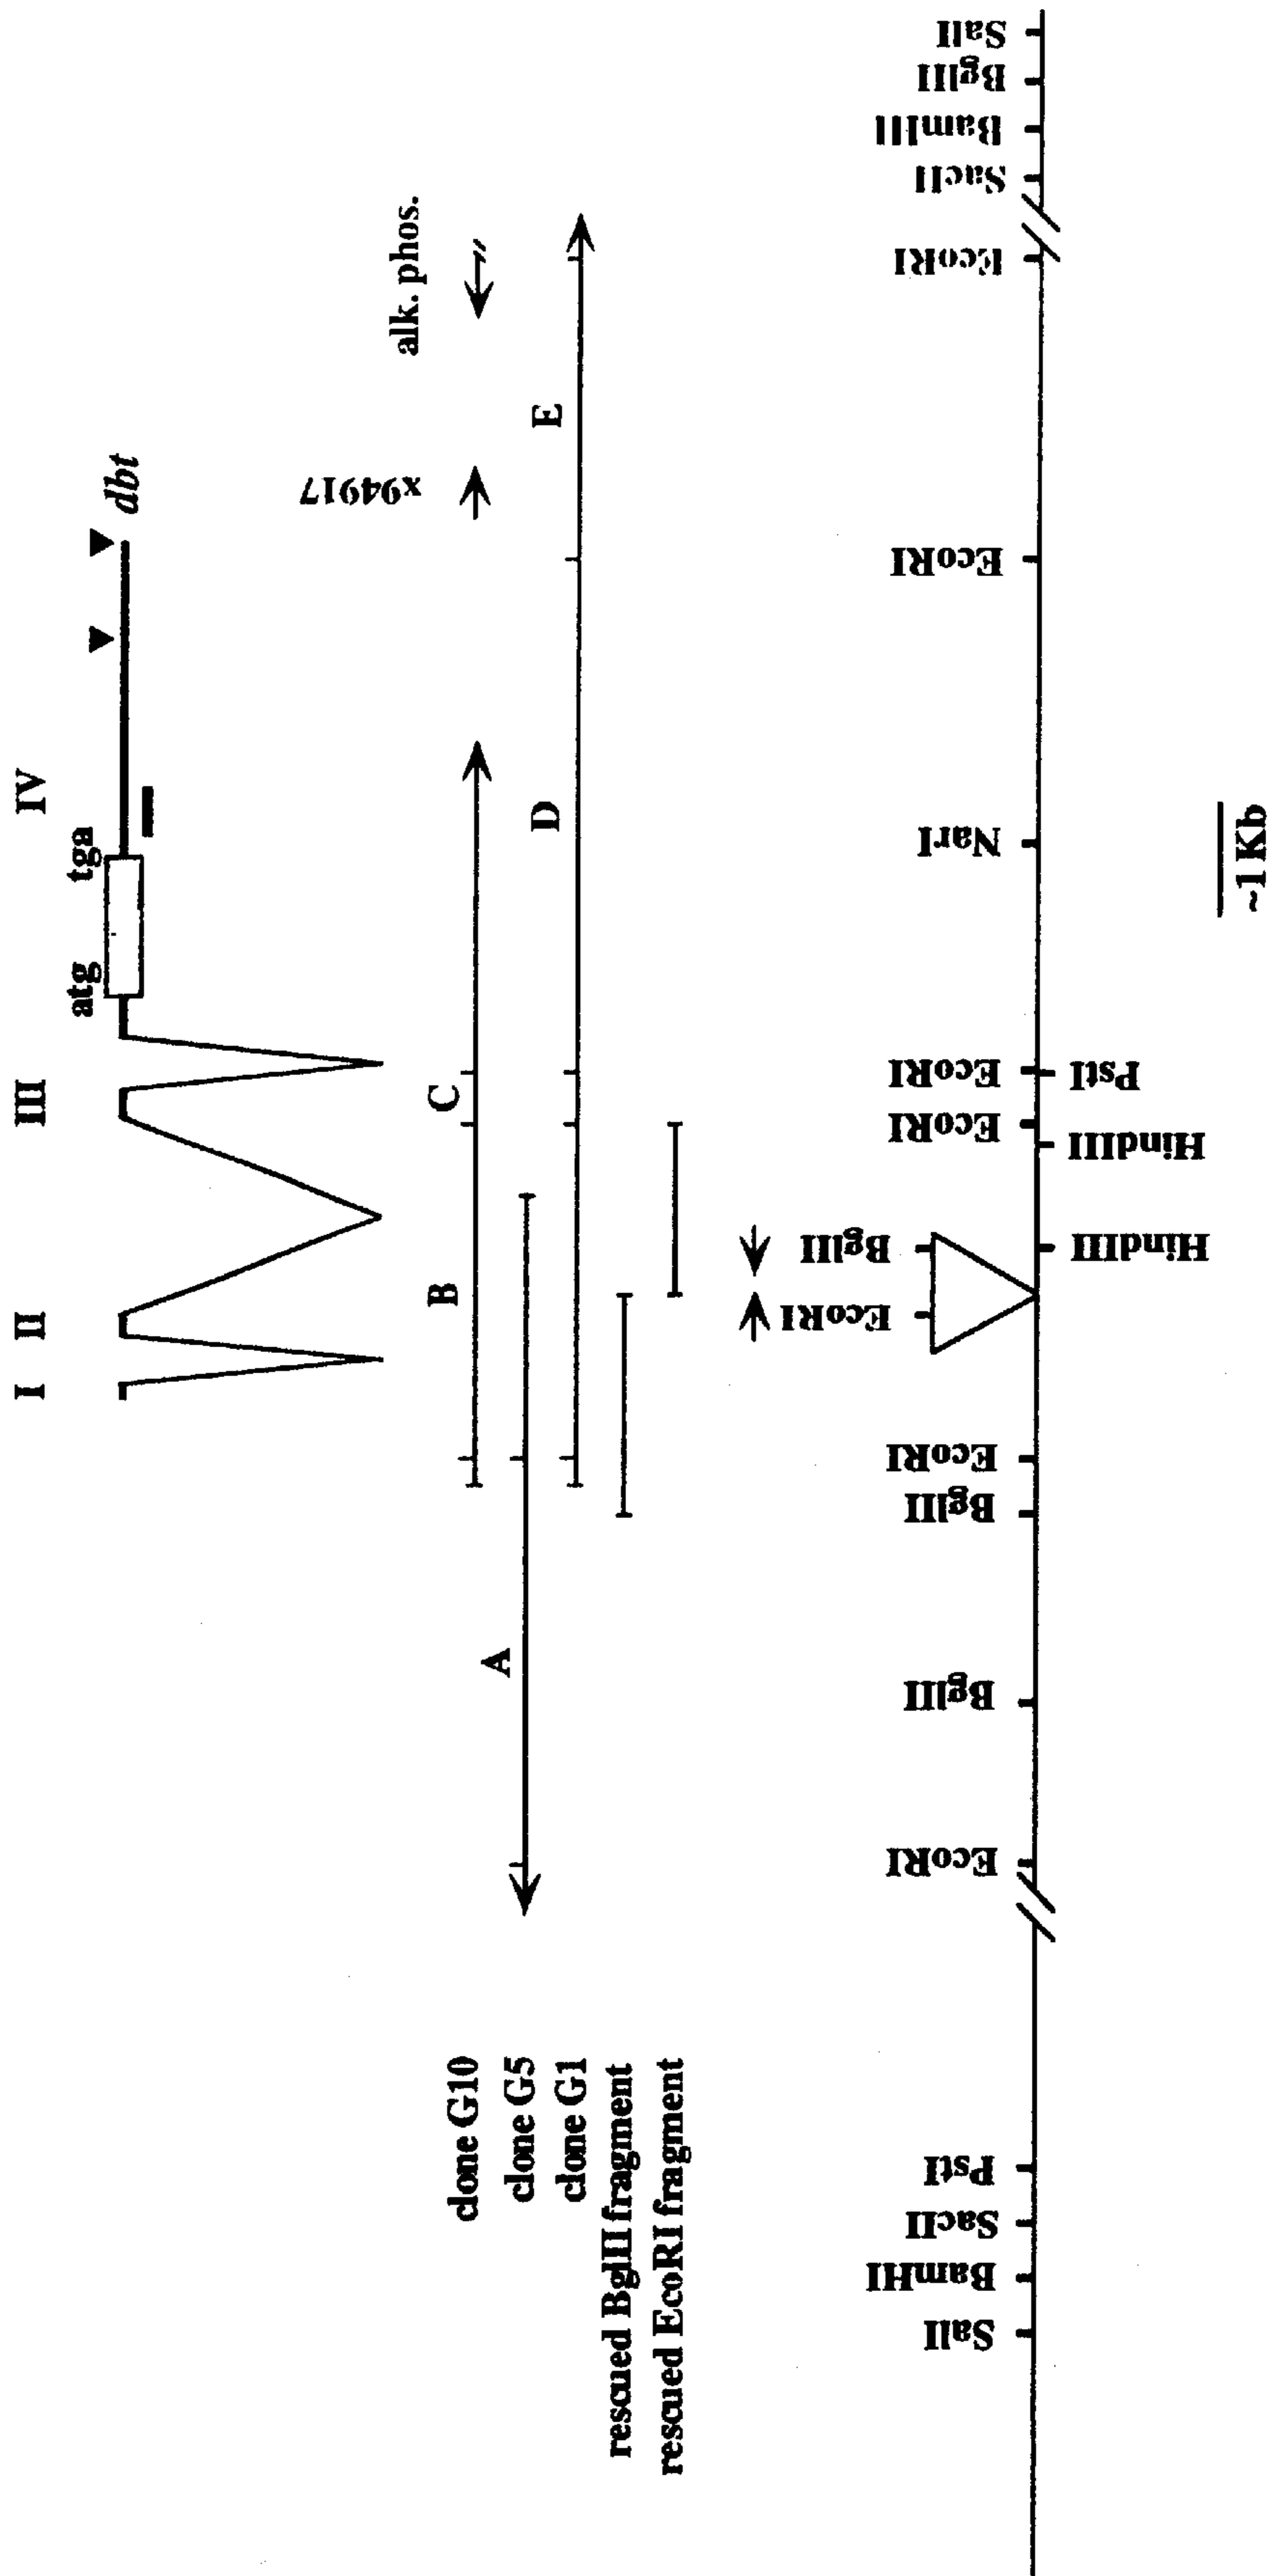 I II III IV
atg tga
dbt
x94917
alk. phos.
clone G10 B C
clone G5 A
clone G1 D E
rescued BglII fragment
rescued EcoRI fragment
EcoRI BglII
SalI
BamHI
SacII
PstI
EcoRI
BglII
BglII
EcoRI
EcoRI
EcoRI
NarI
EcoRI
EcoRI
SacII
BamHI
BglII
SalI
HindIII
HindIII
PstI
~1 Kb